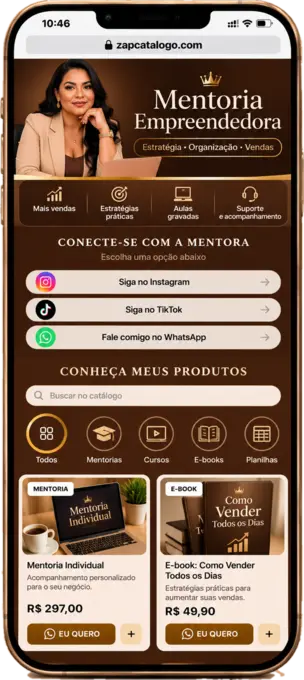 10:46
zapcatalogo.com
Mentoria
Empreendedora
Estratégia • Organização • Vendas
Mais vendas
Estratégias
práticas
Aulas
gravadas
Suporte
e acompanhamento
CONECTE-SE COM A MENTORA
Escolha uma opção abaixo
Siga no Instagram
Siga no TikTok
Fale comigo no WhatsApp
CONHEÇA MEUS PRODUTOS
Buscar no catálogo
Todos
Mentorias
Cursos
E-books
Planilhas
MENTORIA
Mentoria
Individual
Mentoria Individual
Acompanhamento personalizado
para o seu negócio.
R$ 297,00
EU QUERO
+
E-BOOK
Como
Vender
Todos os Dias
E-book: Como Vender
Todos os Dias
Estratégias práticas para
aumentar suas vendas.
R$ 49,90
EU QUERO
+